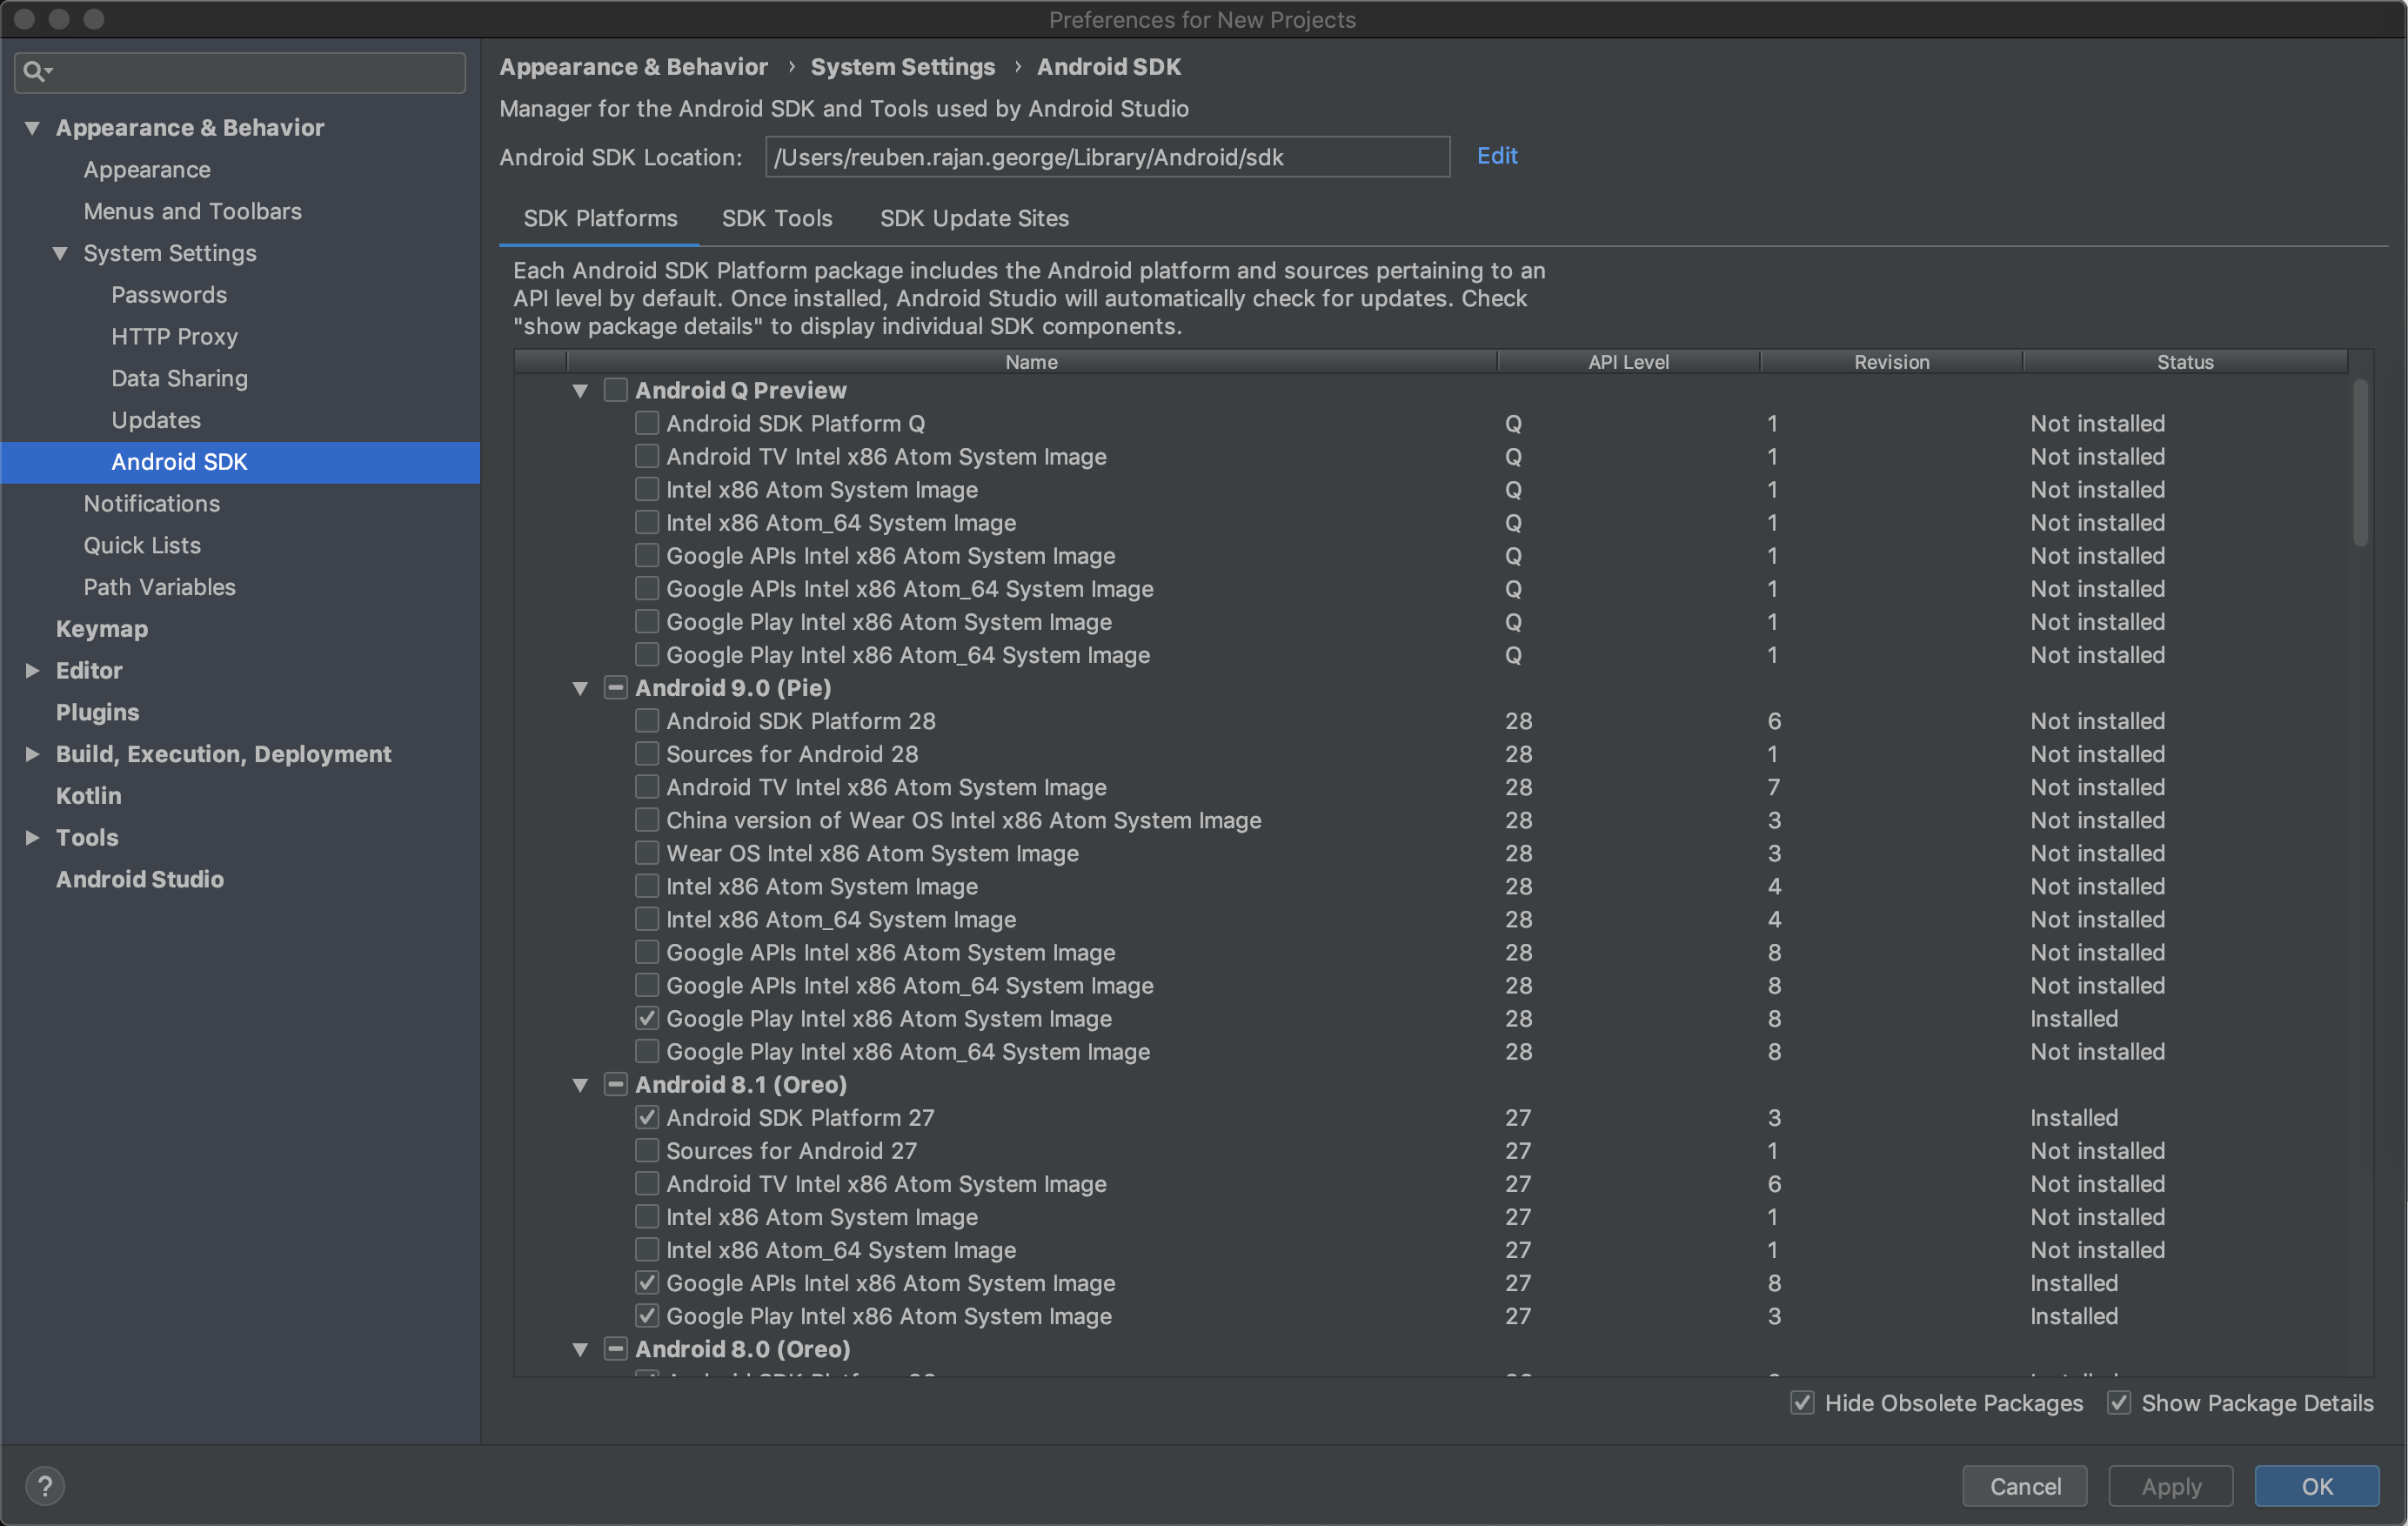 Preferences for New Projects
Appearance & Behavior
Appearance
Menus and Toolbars
System Settings
Passwords
HTTP Proxy
Data Sharing
Updates
Android SDK
Notifications
Quick Lists
Path Variables
Keymap
Editor
Plugins
Build, Execution, Deployment
Kotlin
Tools
Android Studio
Appearance & Behavior › System Settings › Android SDK
Manager for the Android SDK and Tools used by Android Studio
Android SDK Location: /Users/reuben.rajan.george/Library/Android/sdk Edit
SDK Platforms SDK Tools SDK Update Sites
Each Android SDK Platform package includes the Android platform and sources pertaining to an
API level by default. Once installed, Android Studio will automatically check for updates. Check
"show package details" to display individual SDK components.
Name API Level Revision Status
Android Q Preview
Android SDK Platform Q Q 1 Not installed
Android TV Intel x86 Atom System Image Q 1 Not installed
Intel x86 Atom System Image Q 1 Not installed
Intel x86 Atom_64 System Image Q 1 Not installed
Google APIs Intel x86 Atom System Image Q 1 Not installed
Google APIs Intel x86 Atom_64 System Image Q 1 Not installed
Google Play Intel x86 Atom System Image Q 1 Not installed
Google Play Intel x86 Atom_64 System Image Q 1 Not installed
Android 9.0 (Pie)
Android SDK Platform 28 28 6 Not installed
Sources for Android 28 28 1 Not installed
Android TV Intel x86 Atom System Image 28 7 Not installed
China version of Wear OS Intel x86 Atom System Image 28 3 Not installed
Wear OS Intel x86 Atom System Image 28 3 Not installed
Intel x86 Atom System Image 28 4 Not installed
Intel x86 Atom_64 System Image 28 4 Not installed
Google APIs Intel x86 Atom System Image 28 8 Not installed
Google APIs Intel x86 Atom_64 System Image 28 8 Not installed
Google Play Intel x86 Atom System Image 28 8 Installed
Google Play Intel x86 Atom_64 System Image 28 8 Not installed
Android 8.1 (Oreo)
Android SDK Platform 27 27 3 Installed
Sources for Android 27 27 1 Not installed
Android TV Intel x86 Atom System Image 27 6 Not installed
Intel x86 Atom System Image 27 1 Not installed
Intel x86 Atom_64 System Image 27 1 Not installed
Google APIs Intel x86 Atom System Image 27 8 Installed
Google Play Intel x86 Atom System Image 27 3 Installed
Android 8.0 (Oreo)
Hide Obsolete Packages Show Package Details
? Cancel Apply OK